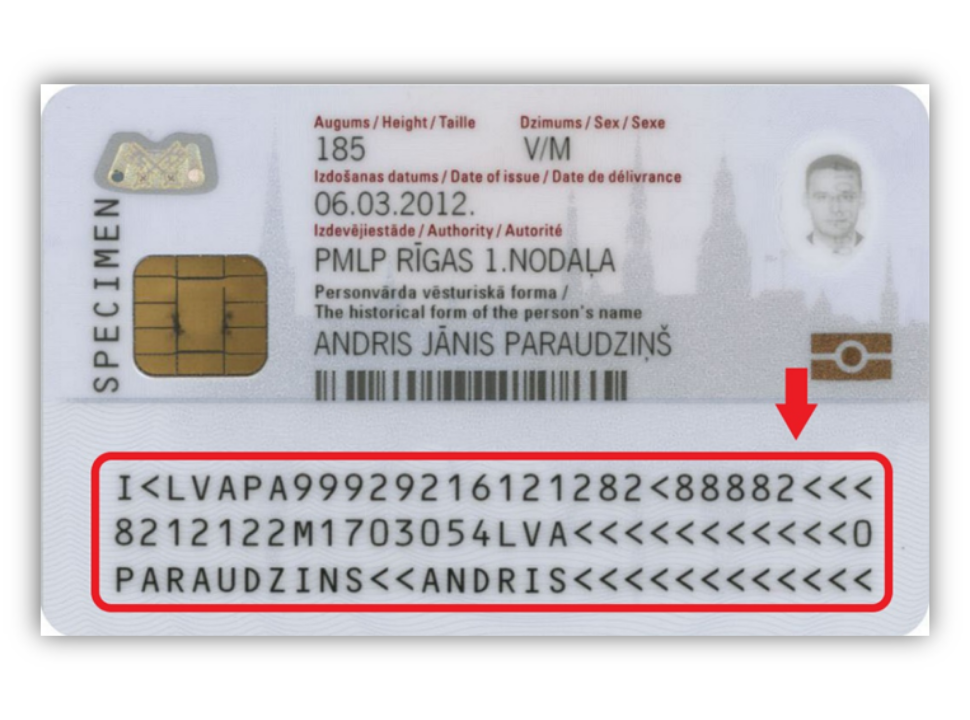 SPECIMEN
Augums / Height / Taille Dzimums / Sex / Sexe
185 V/M
Izdošanas datums / Date of issue / Date de délivrance
06.03.2012.
Izdevējiestāde / Authority / Autorité
PMLP RĪGAS 1.NODAĻA
Personvārda vēsturiskā forma /
The historical form of the person's name
ANDRIS JĀNIS PARAUDZIŅŠ
I<LVAPA99929216121282<88882<<<
8212122M1703054LVA<<<<<<<<<<<0
PARAUDZINS<<ANDRIS<<<<<<<<<<<<